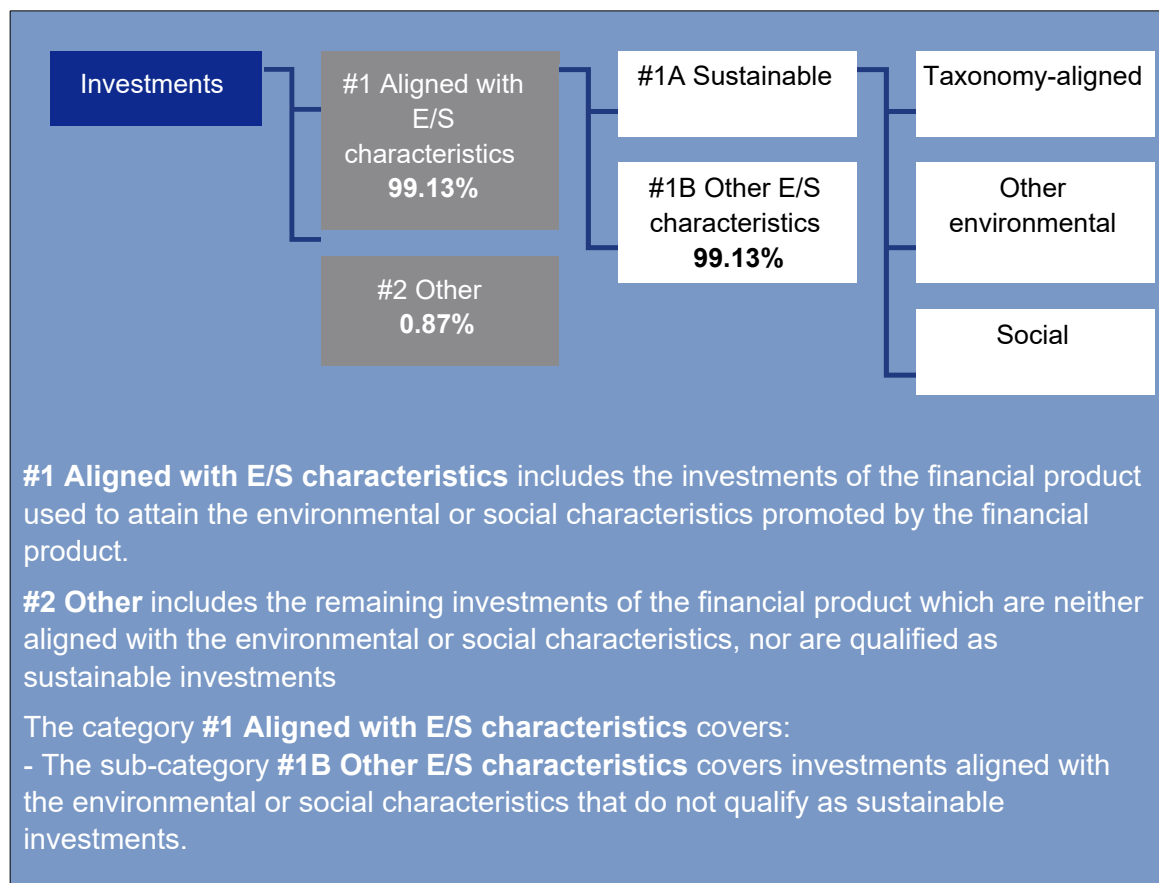 Investments
#1 Aligned with
E/S
characteristics
99.13%
#2 Other
0.87%
#1A Sustainable
#1B Other E/S
characteristics
99.13%
Taxonomy-aligned
Other
environmental
Social
#1 Aligned with E/S characteristics includes the investments of the financial product
used to attain the environmental or social characteristics promoted by the financial
product.
#2 Other includes the remaining investments of the financial product which are neither
aligned with the environmental or social characteristics, nor are qualified as
sustainable investments
The category #1 Aligned with E/S characteristics covers:
- The sub-category #1B Other E/S characteristics covers investments aligned with
the environmental or social characteristics that do not qualify as sustainable
investments.